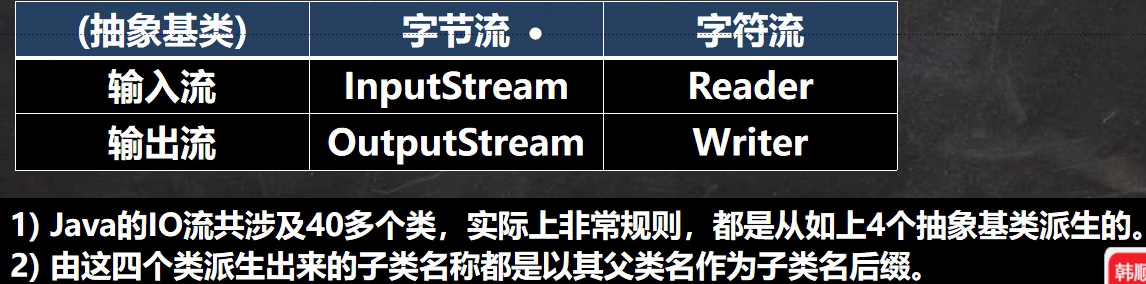 (抽象基类) 字节流 字符流
输入流 InputStream Reader
输出流 OutputStream Writer
1) Java的IO流共涉及40多个类，实际上非常规则，都是从如上4个抽象基类派生的。
2) 由这四个类派生出来的子类名称都是以其父类名作为子类名后缀。
韩顺